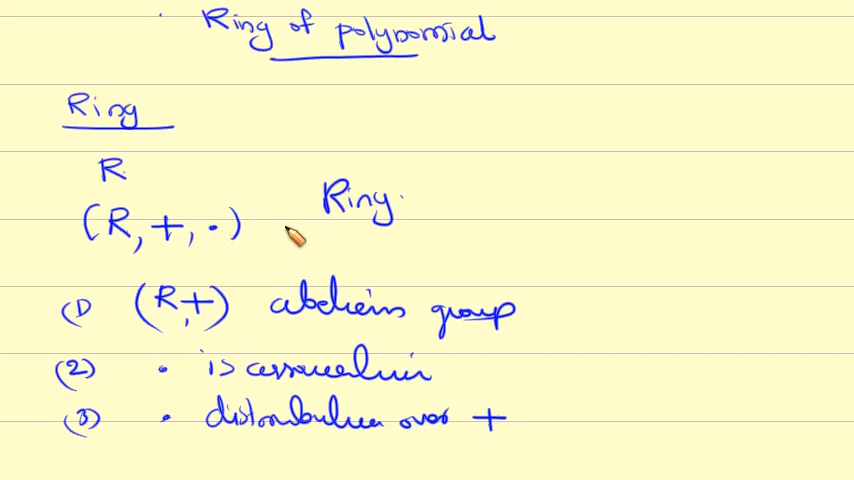 Ring of polynomial
Ring
R
(R, +, ·) Ring.
(1) (R, +) abelian group
(2) · is associative
(3) · distributive over +